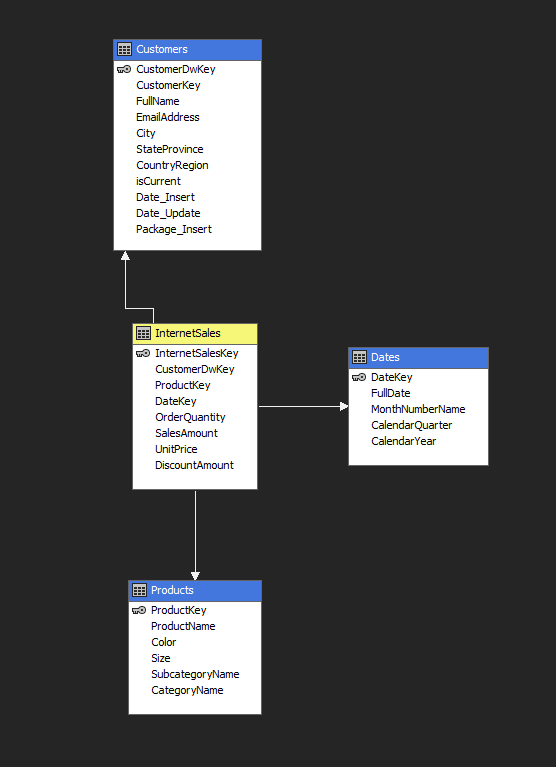 Customers
CustomerDwKey
CustomerKey
FullName
EmailAddress
City
StateProvince
CountryRegion
isCurrent
Date_Insert
Date_Update
Package_Insert
InternetSales
InternetSalesKey
CustomerDwKey
ProductKey
DateKey
OrderQuantity
SalesAmount
UnitPrice
DiscountAmount
Dates
DateKey
FullDate
MonthNumberName
CalendarQuarter
CalendarYear
Products
ProductKey
ProductName
Color
Size
SubcategoryName
CategoryName